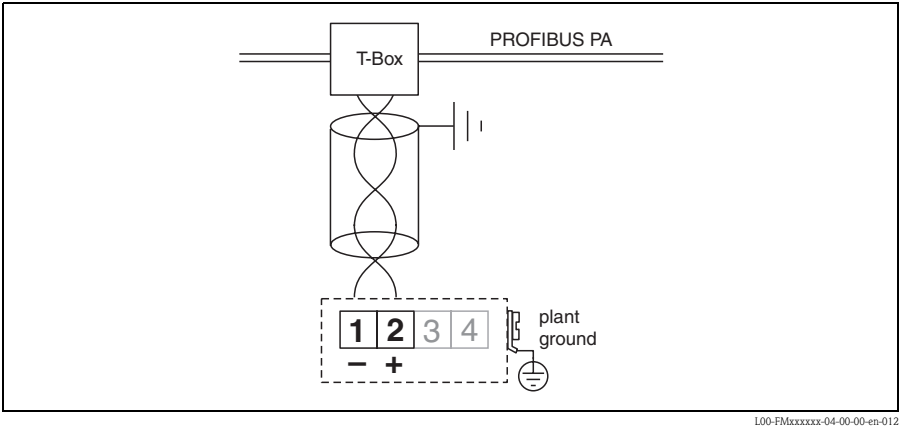 PROFIBUS PA
T-Box
1 2 3 4
– +
plant
ground
L00-FMxxxxxx-04-00-00-en-012